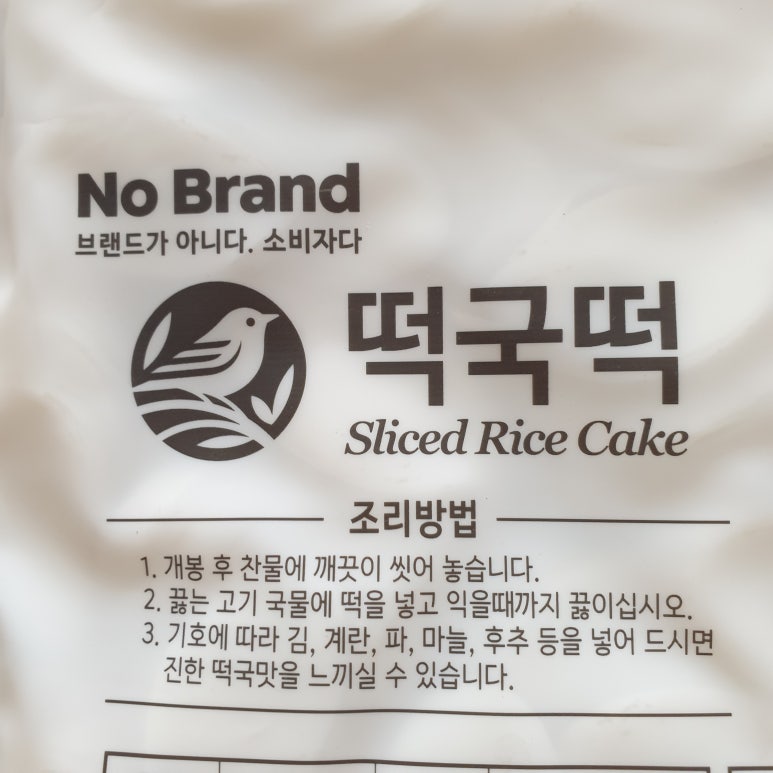 No Brand
브랜드가 아니다. 소비자다
떡국떡
Sliced Rice Cake
조리방법
1. 개봉 후 찬물에 깨끗이 씻어 놓습니다.
2. 끓는 고기 국물에 떡을 넣고 익을때까지 끓이십시오.
3. 기호에 따라 김, 계란, 파, 마늘, 후추 등을 넣어 드시면
진한 떡국맛을 느끼실 수 있습니다.